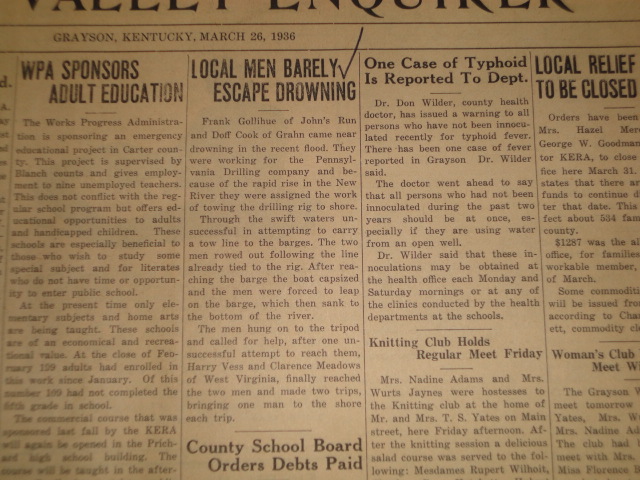 VALLEY ENQUIRER
GRAYSON, KENTUCKY, MARCH 26, 1936
d.
WPA SPONSORS
ADULT EDUCATION
The Works Progress Administra-
tion is sponsoring an emergency
educational project in Carter coun-
ty. This project is supervised by
Blanch counts and gives employ-
ment to nine unemployed teachers.
This does not conflict with the reg-
ular school program but offers ed-
ucational opportunities to adults
and handicapped children. These
schools are especially beneficial to
those who wish to study some
special subject and for literates
who do not have time or opportun-
ity to enter public school.
At the present time only ele-
mentary subjects and home arts
are being taught. These schools
are of an economical and recrea-
tional value. At the close of Feb-
ruary 199 adults had enrolled in
this work since January. Of this
number 109 had not completed the
fifth grade in school.
The commercial course that was
sponsored last fall by the KERA
will again be opened in the Prich-
ard high school building. The
course will be taught in the after-
LOCAL MEN BARELY
ESCAPE DROWNING
Frank Gollihue of John's Run
and Doff Cook of Grahn came near
drowning in the recent flood. They
were working for the Pennsyl-
vania Drilling company and be-
cause of the rapid rise in the New
River they were assigned the work
of towing the drilling rig to shore.
Through the swift waters un-
successful in attempting to carry
a tow line to the barges. The two
men rowed out following the line
already tied to the rig. After reac-
hing the barge the boat capsized
and the men were forced to leap
on the barge, which then sank to
the bottom of the river.
The men hung on to the tripod
and called for help, after one un-
successful attempt to reach them,
Harry Vess and Clarence Meadows
of West Virginia, finally reached
the two men and made two trips,
bringing one man to the shore
each trip.
County School Board
Orders Debts Paid
One Case of Typhoid
Is Reported To Dept.
Dr. Don Wilder, county health
doctor, has issued a warning to all
persons who have not been innocu-
lated recently for typhoid fever.
There has been one case of fever
reported in Grayson Dr. Wilder
said.
The doctor went ahead to say
that all persons who had not been
innoculated during the past two
years should be at once, es-
pecially if they are using water
from an open well.
Dr. Wilder said that these in-
noculations may be obtained at
the health office each Monday and
Saturday mornings or at any of
the clinics conducted by the health
departments at the schools.
Knitting Club Holds
Regular Meet Friday
Mrs. Nadine Adams and Mrs.
Wurts Jaynes were hostesses to
the Knitting club at the home of
Mr. and Mrs. T. S. Yates on Main
street, here Friday afternoon. Af-
ter the knitting session a delicious
salad course was served to the fol-
lowing: Mesdames Rupert Wilhoit,
LOCAL RELIEF
TO BE CLOSED
Orders have been
Mrs. Hazel Mer
George W. Goodman
tor KERA, to close
fice here March 31.
states that there ar
funds to continue d
ter that date. This
fect about 534 fam
county.
$1287 was the al
office, for families
workable member,
of March.
Some commoditi
will be issued from
according to Char
ett, commodity cl
Woman's Club
Meet Wi
The Grayson W
meet tomorrow
Yates, Mrs. W
Mrs. Nadine Ad
The club had
meet with Mrs.
Miss Florence B